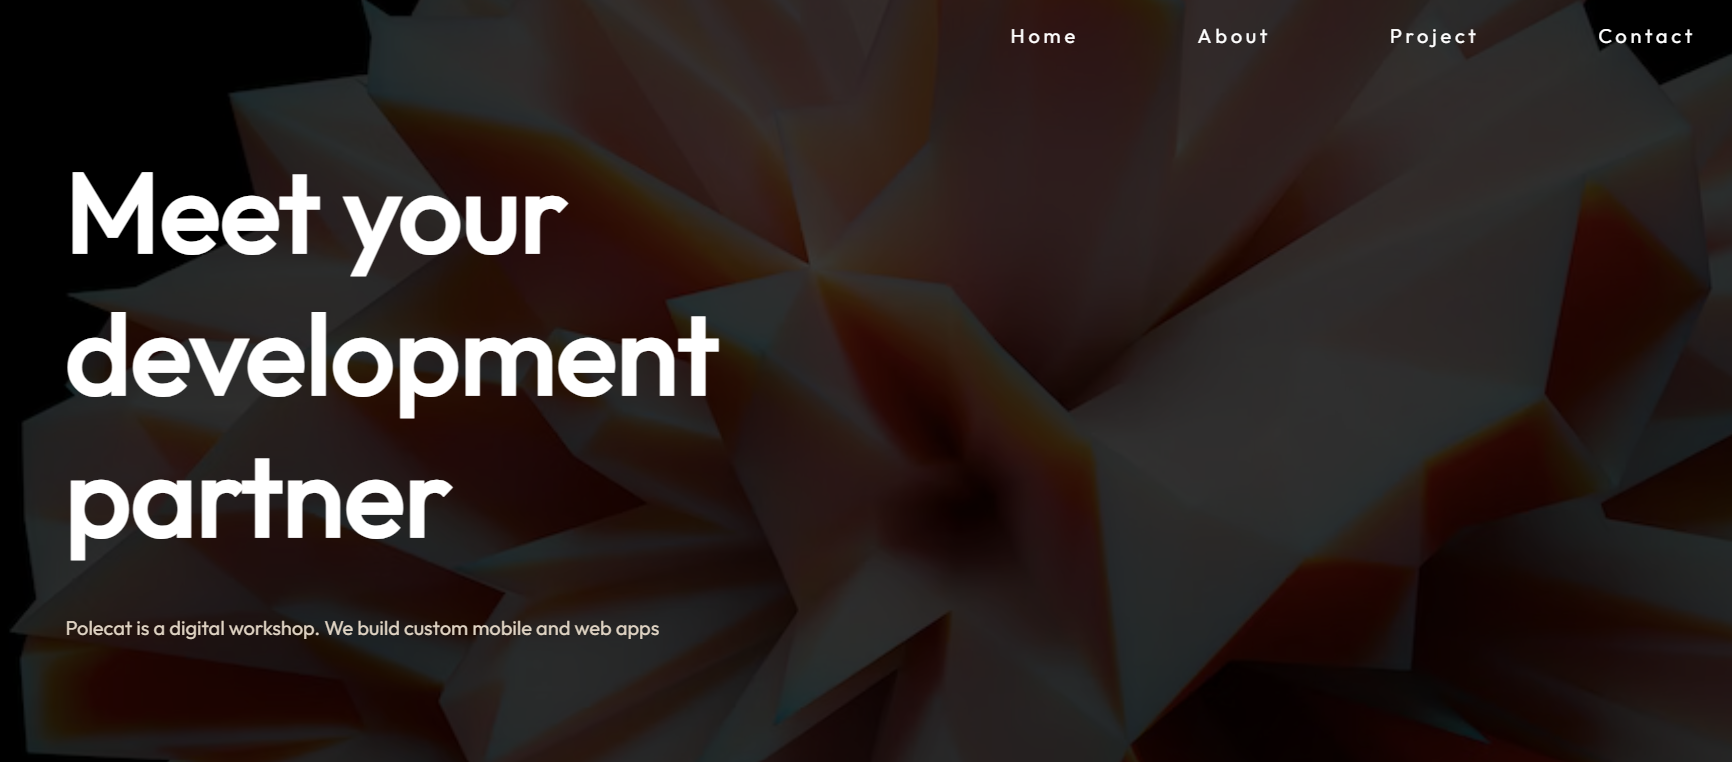 Home About Project Contact
Meet your
development
partner
Polecat is a digital workshop. We build custom mobile and web apps